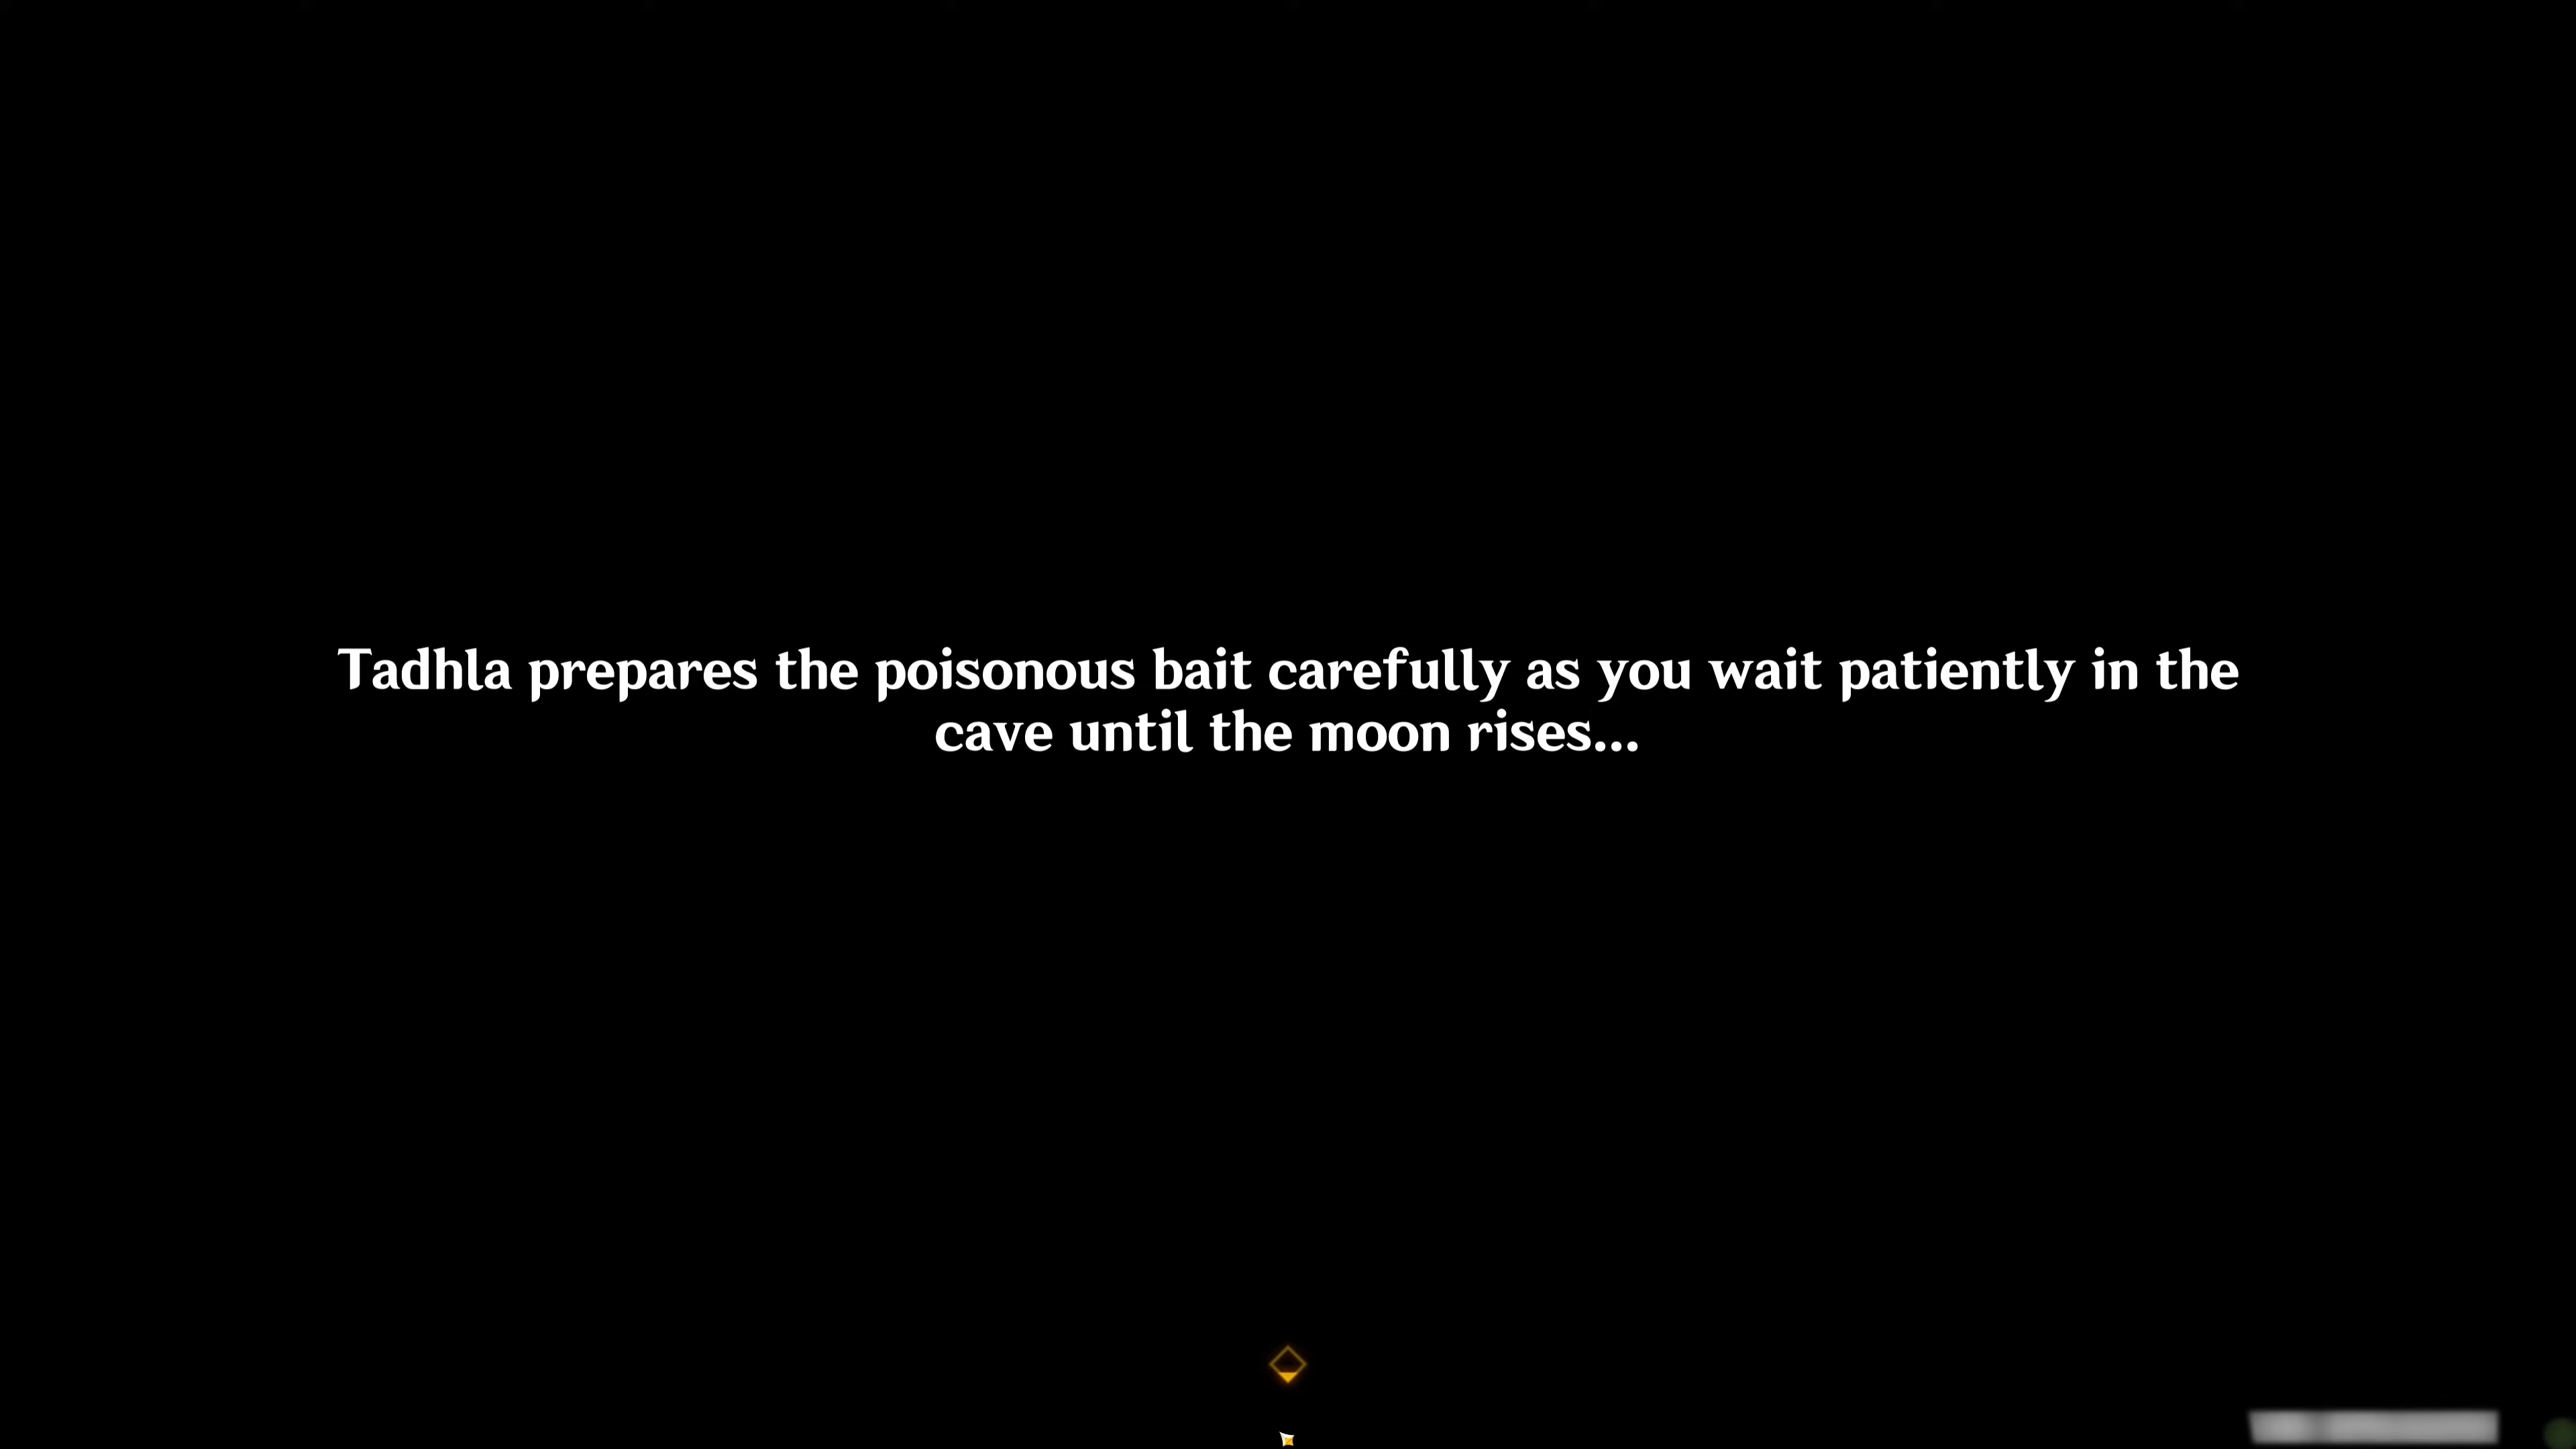 Tadhla prepares the poisonous bait carefully as you wait patiently in the
cave until the moon rises...